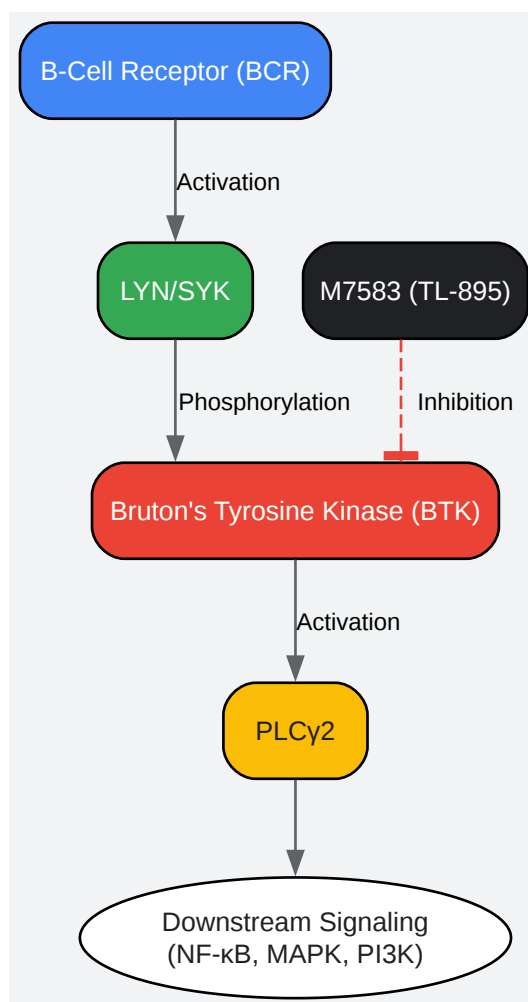 B-Cell Receptor (BCR)
Activation
LYN/SYK
M7583 (TL-895)
Phosphorylation
Inhibition
Bruton's Tyrosine Kinase (BTK)
Activation
PLCγ2
Downstream Signaling
(NF-κB, MAPK, PI3K)